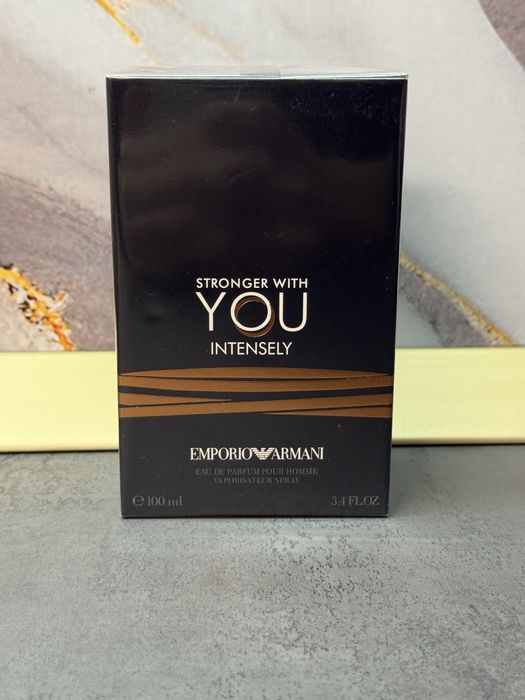 STRONGER WITH
YOU
INTENSELY
EMPORIO ARMANI
EAU DE PARFUM POUR HOMME
VAPORISATEUR SPRAY
℮ 100 ml 3.4 FL.OZ